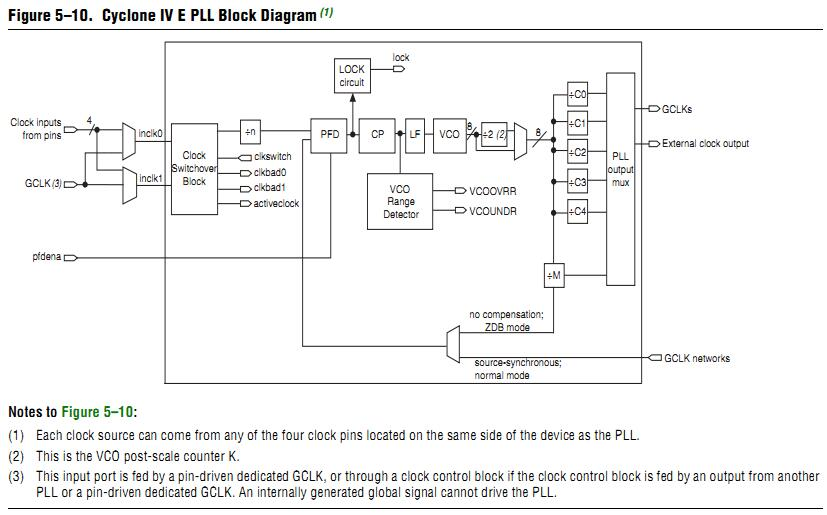 Figure 5–10. Cyclone IV E PLL Block Diagram (1)
lock
LOCK
circuit
÷C0
GCLKs
Clock inputs
from pins
4
inclk0
÷n
PFD
CP
LF
VCO
8
÷2 (2)
8
÷C1
External clock output
Clock
Switchover
Block
clkswitch
clkbad0
clkbad1
activeclock
÷C2
PLL
output
mux
GCLK (3)
inclk1
VCO
Range
Detector
VCOOVRR
VCOUNDR
÷C3
÷C4
pfdena
÷M
no compensation;
ZDB mode
source-synchronous;
normal mode
GCLK networks
Notes to Figure 5–10:
(1) Each clock source can come from any of the four clock pins located on the same side of the device as the PLL.
(2) This is the VCO post-scale counter K.
(3) This input port is fed by a pin-driven dedicated GCLK, or through a clock control block if the clock control block is fed by an output from another
PLL or a pin-driven dedicated GCLK. An internally generated global signal cannot drive the PLL.